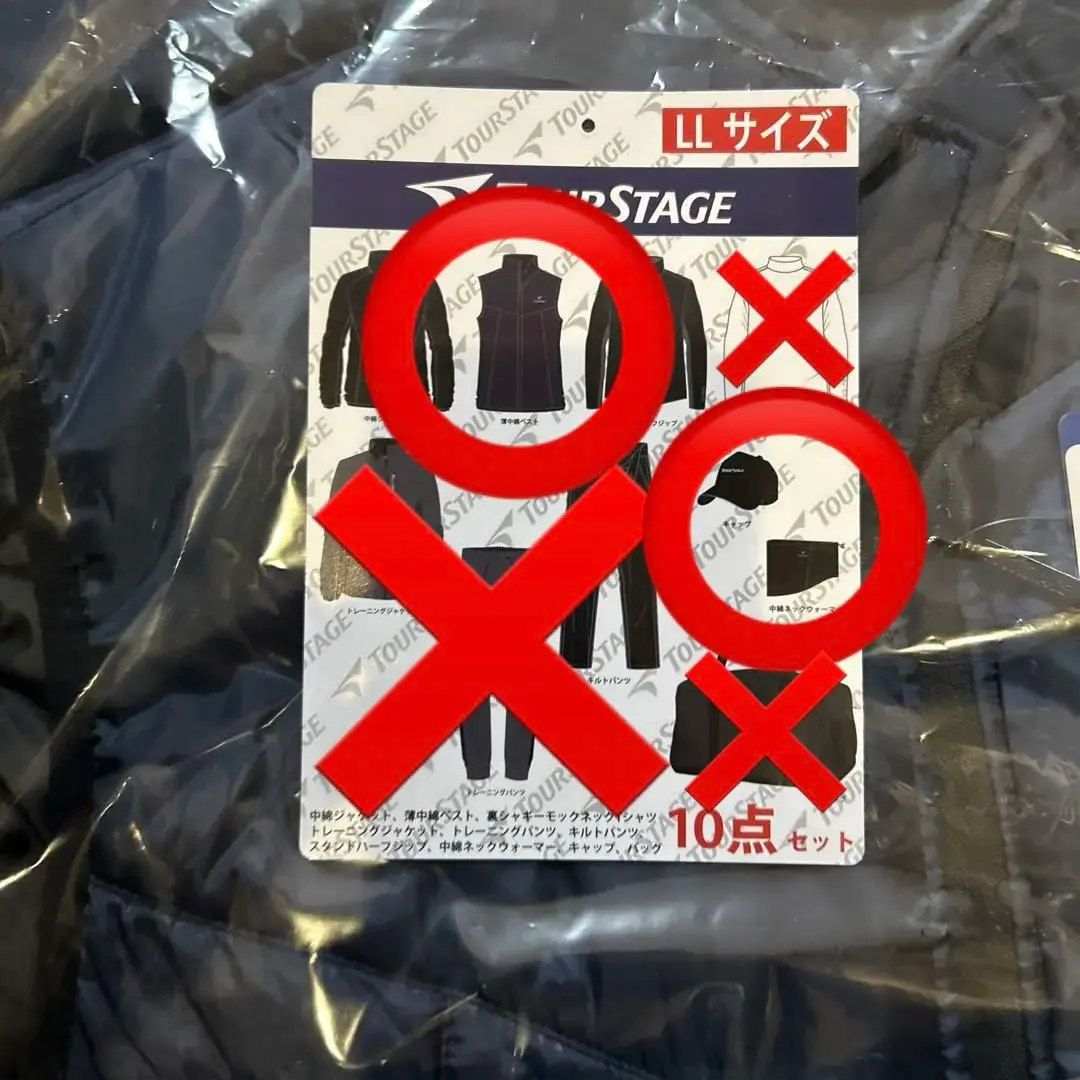 LL サイズ
TOURSTAGE
薄中綿ベスト
キャップ
トレーニングジャケ
中綿ネックウォーマ
キルトパンツ
トレーニングパンツ
中綿ジャケット、薄中綿ベスト、裏シャギーモックネックTシャツ
トレーニングジャケット、トレーニングパンツ、キルトパンツ、
スタンドハーフジップ、中綿ネックウォーマー、キャップ、バッグ
10点 セット